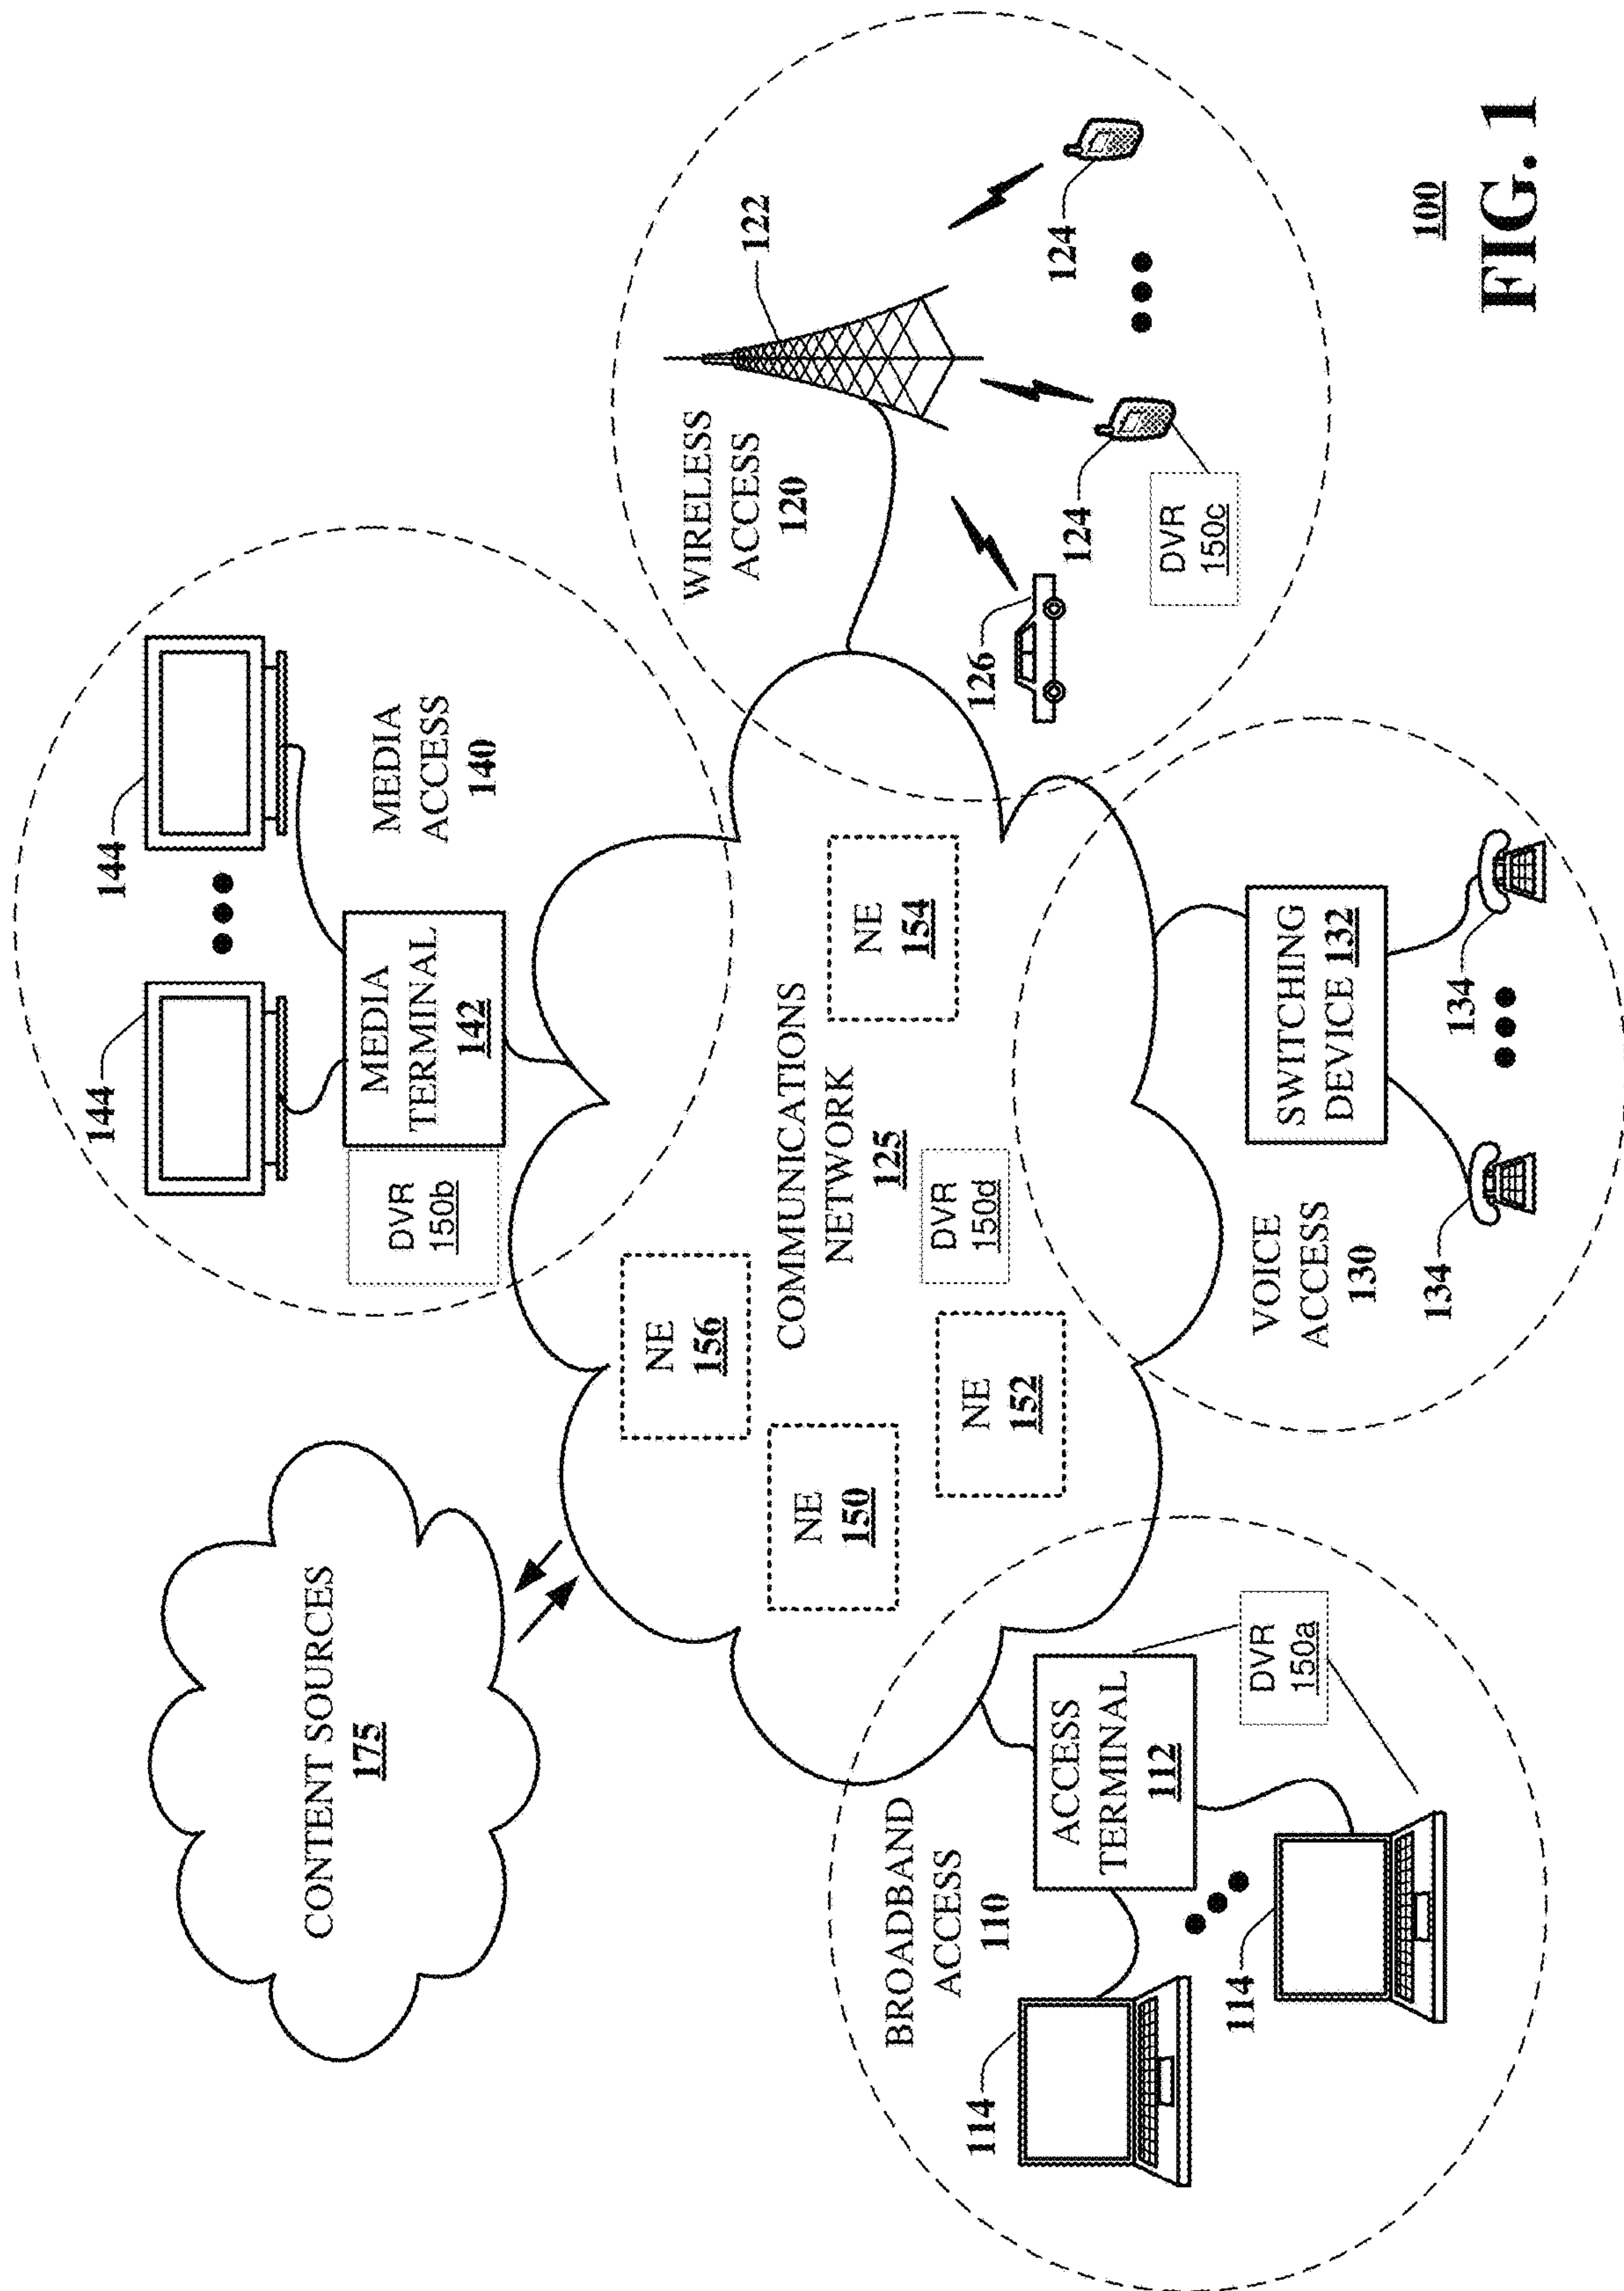 CONTENT SOURCES
175
144
144
MEDIA
TERMINAL
142
MEDIA
ACCESS
140
DVR
150b
NE
156
NE
150
NE
152
COMMUNICATIONS
NETWORK
125
DVR
150d
NE
154
WIRELESS
ACCESS
120
122
126
124
124
DVR
150c
BROADBAND
ACCESS
110
ACCESS
TERMINAL
112
114
114
DVR
150a
VOICE
ACCESS
130
SWITCHING
DEVICE 132
134
134
100
FIG. 1